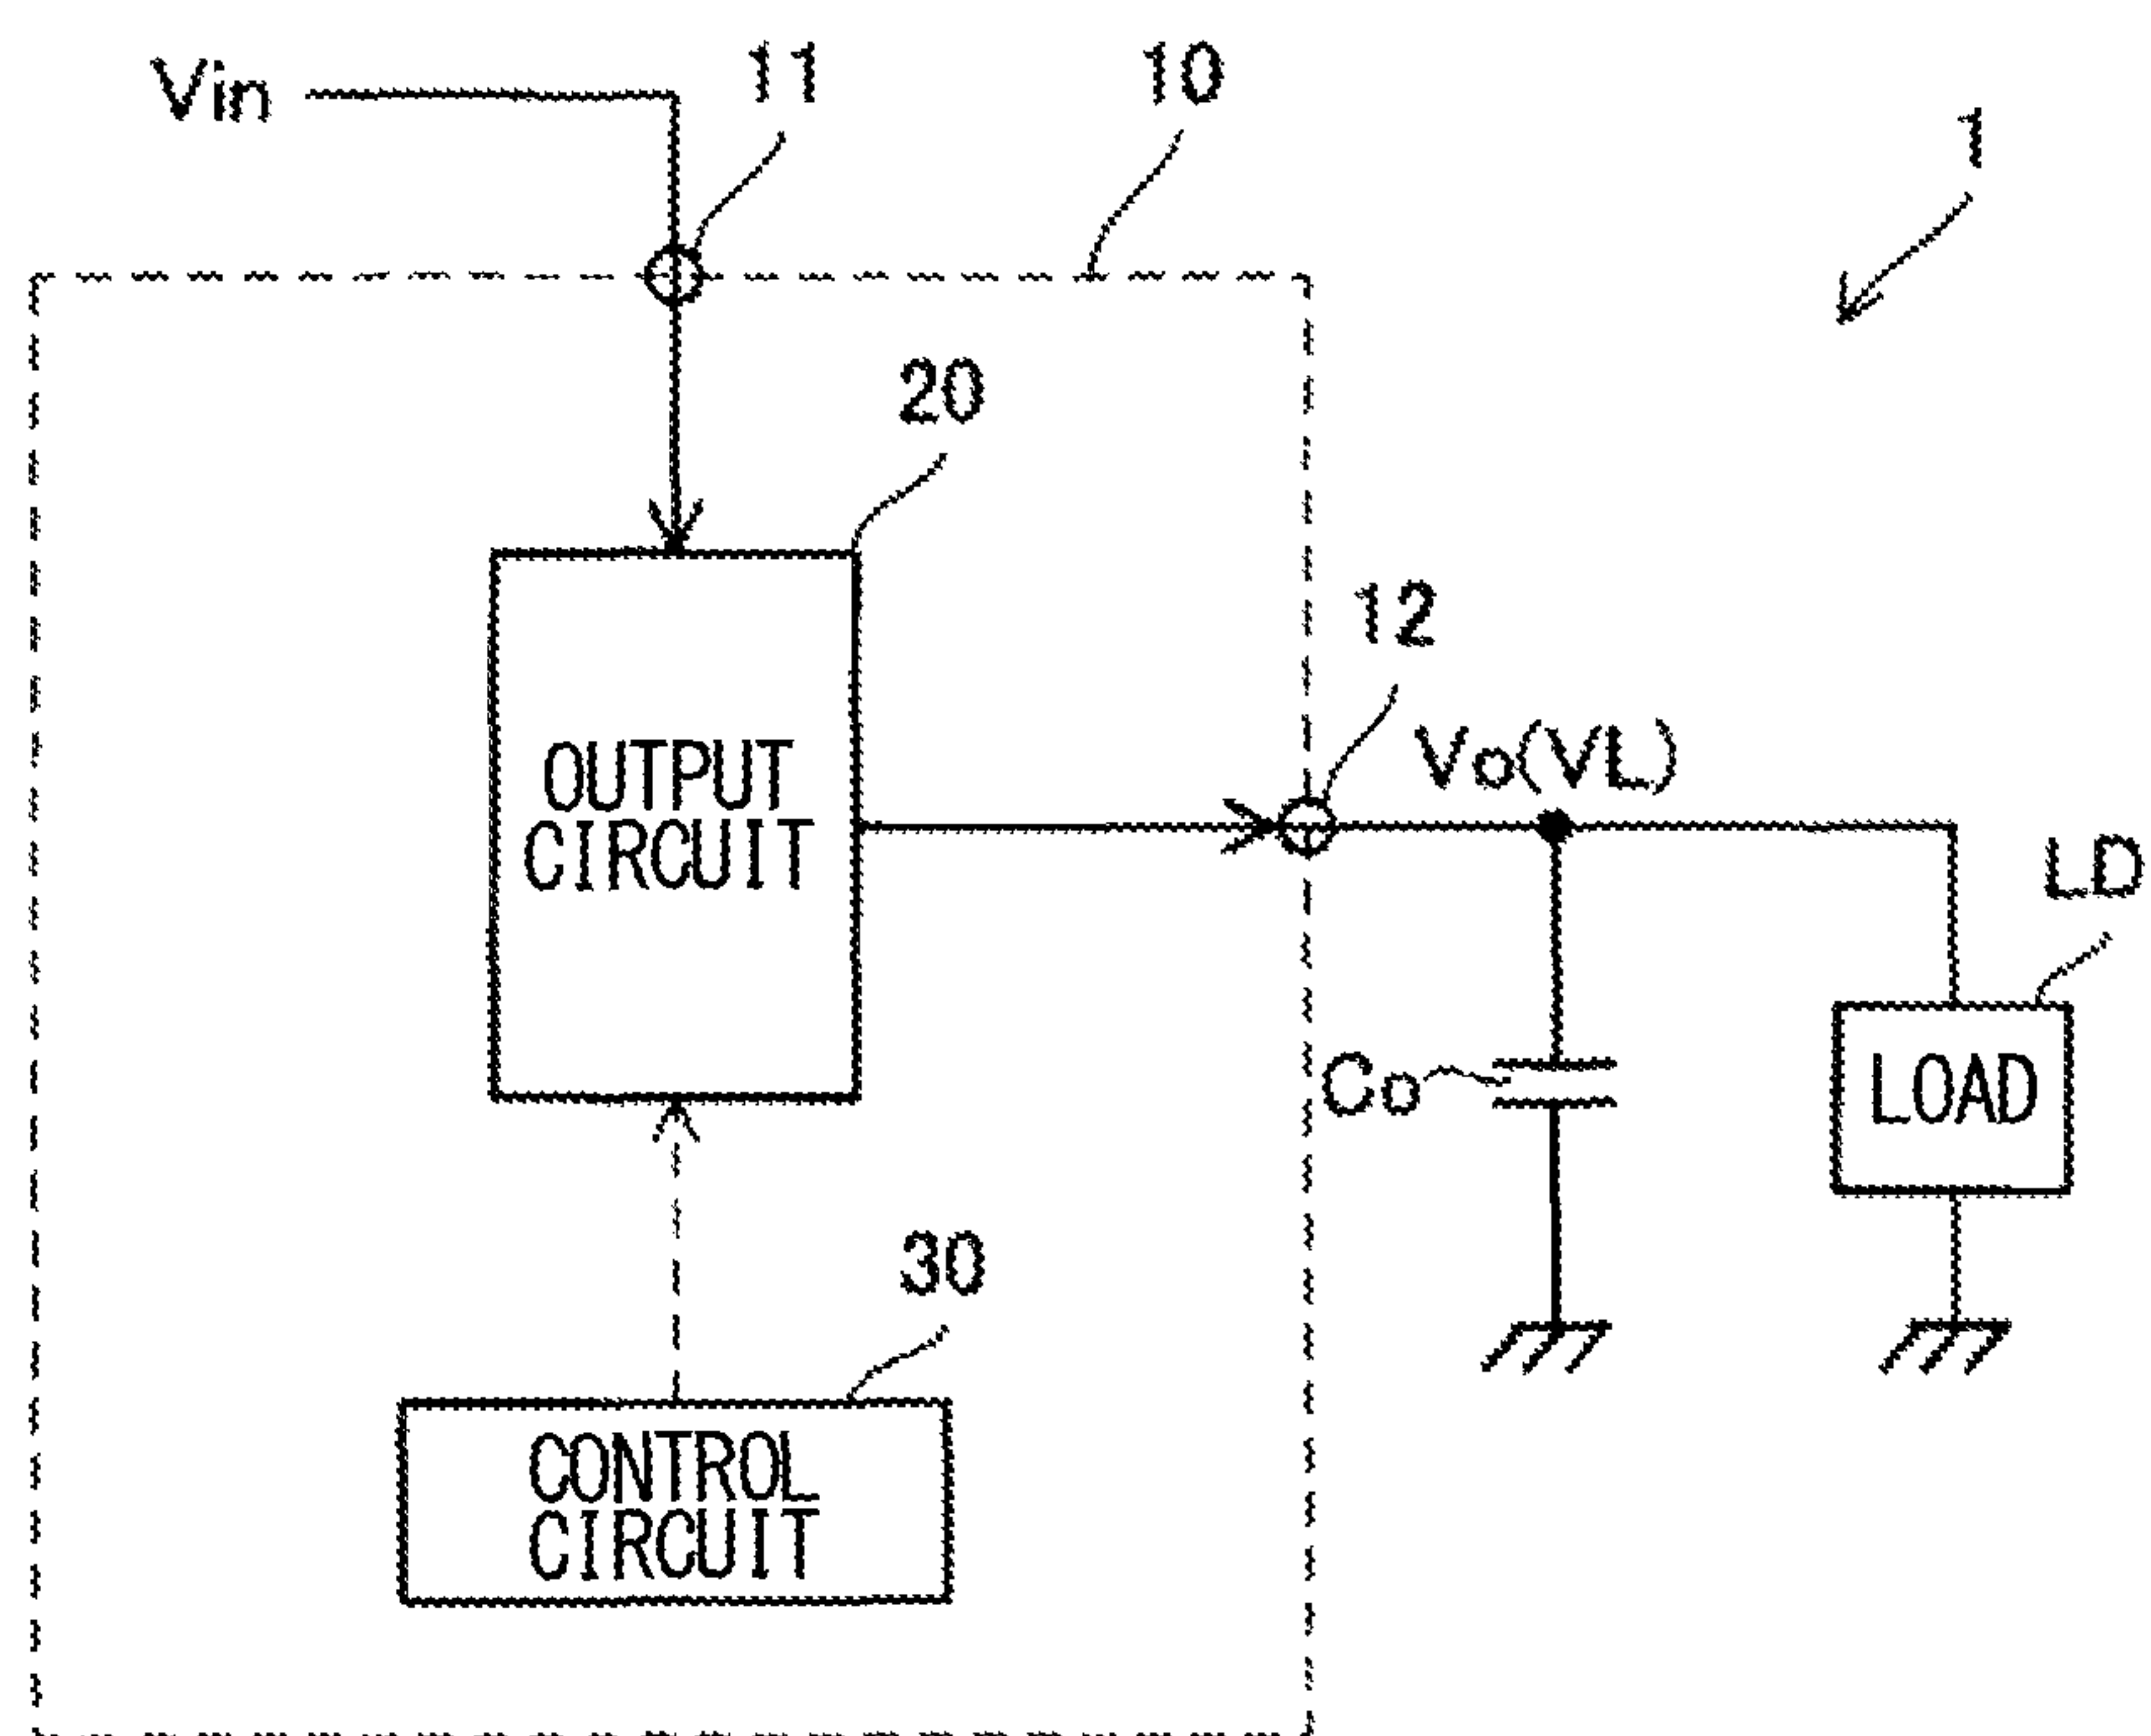 Vin
11
10
1
20
12
OUTPUT
CIRCUIT
Vo(VL)
LD
Co
LOAD
30
CONTROL
CIRCUIT